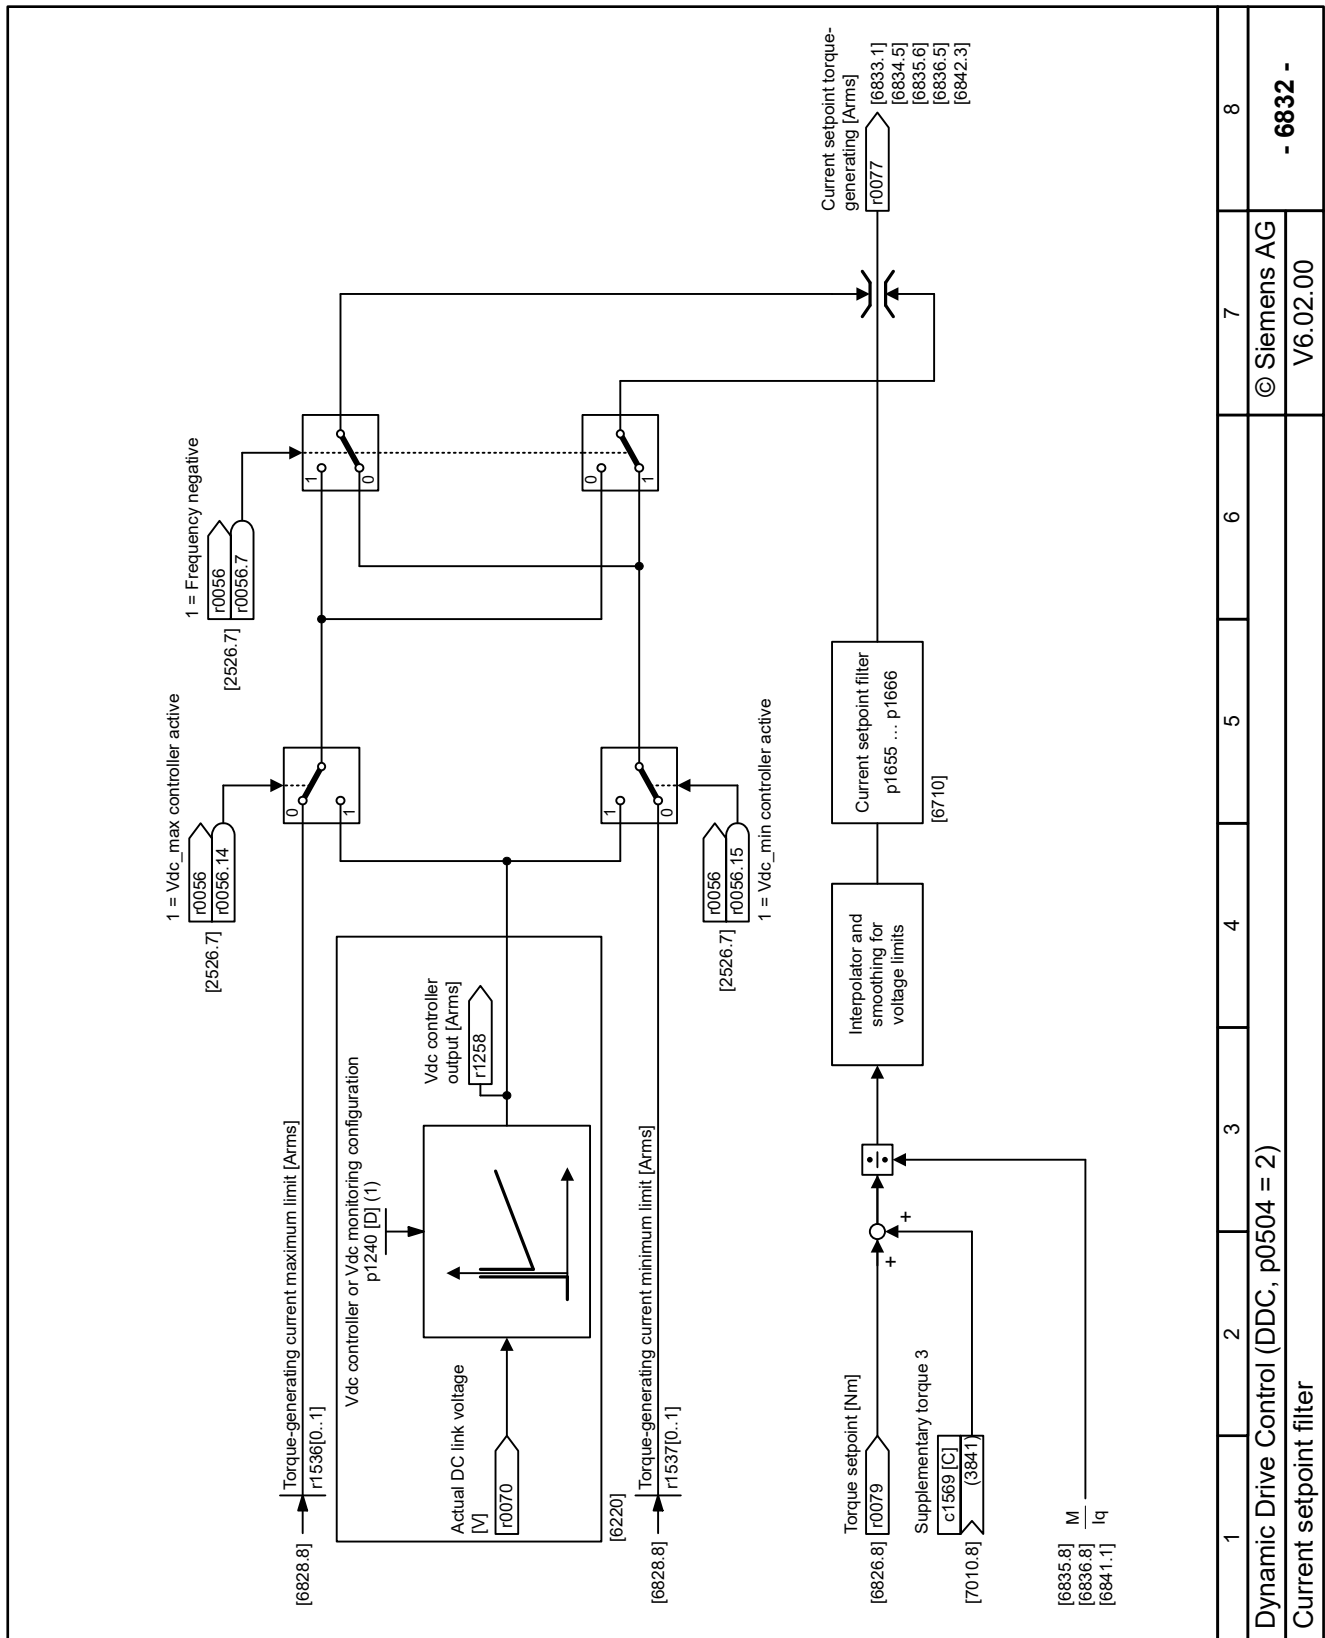 [6828.8]
Torque-generating current maximum limit [Arms]
r1536[0..1]
Vdc controller or Vdc monitoring configuration
p1240 [D] (1)
Actual DC link voltage
[V]
r0070
Vdc controller
output [Arms]
r1258
[6220]
[6828.8]
Torque-generating current minimum limit [Arms]
r1537[0..1]
1 = Vdc_max controller active
r0056
r0056.14
[2526.7]
0
1
1
0
r0056
r0056.15
[2526.7]
1 = Vdc_min controller active
1 = Frequency negative
r0056
r0056.7
[2526.7]
1
0
0
1
Torque setpoint [Nm]
r0079
[6826.8]
+
+
Supplementary torque 3
c1569 [C]
(3841)
[7010.8]
[6835.8]
[6836.8]
[6841.1]
M
Iq
Interpolator and
smoothing for
voltage limits
Current setpoint filter
p1655 … p1666
[6710]
Current setpoint torque-
generating [Arms]
r0077
[6833.1]
[6834.5]
[6835.6]
[6836.5]
[6842.3]
1 2 3 4 5 6 7 8
Dynamic Drive Control (DDC, p0504 = 2)
© Siemens AG
- 6832 -
Current setpoint filter
V6.02.00